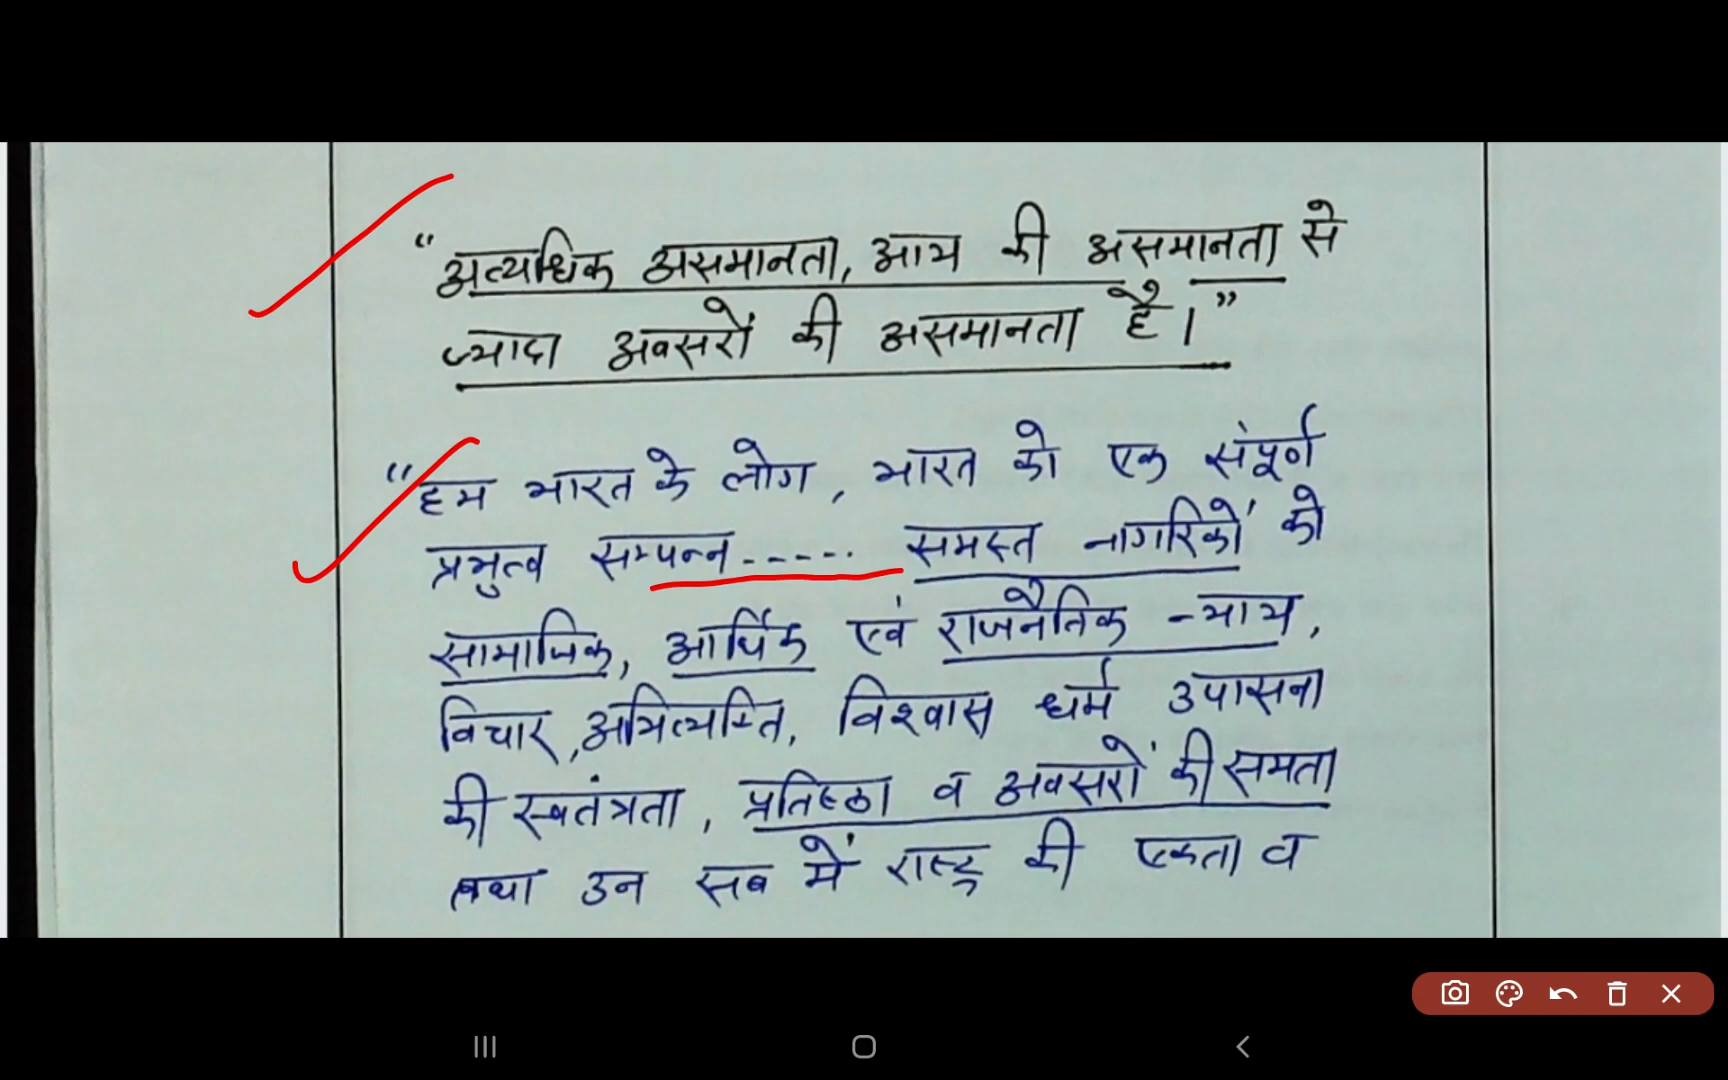 “अत्यधिक असमानता, आय की असमानता से
ज्यादा अवसरों की असमानता है।”
“हम भारत के लोग, भारत को एक संपूर्ण
प्रभुत्व सम्पन्न-----.. समस्त नागरिकों को
सामाजिक, आर्थिक एवं राजनैतिक न्याय,
विचार, अभिव्यक्ति, विश्वास धर्म उपासना
की स्वतंत्रता, प्रतिष्ठा व अवसरों की समता
तथा उन सब में राष्ट्र की एकता व